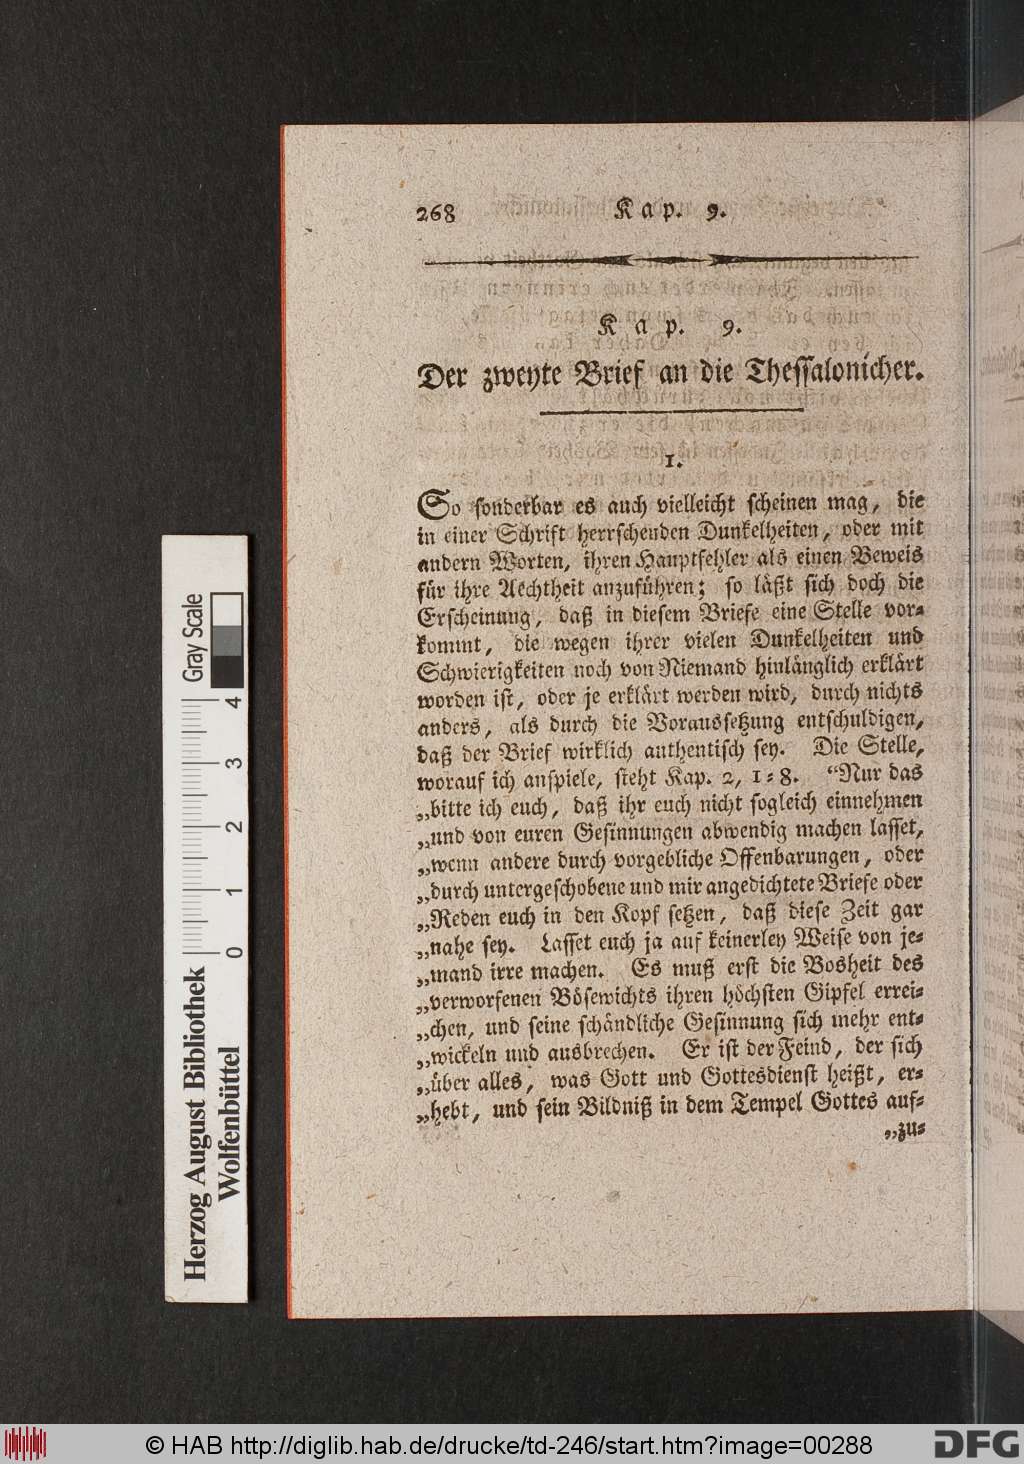 268 Kap. 9.
Kap. 9.
Der zweyte Brief an die Thessalonicher.
1.
So sonderbar es auch vielleicht scheinen mag, die
in einer Schrift herrschenden Dunkelheiten, oder mit
andern Worten, ihren Hauptfehler als einen Beweis
für ihre Aechtheit anzuführen; so läßt sich doch die
Erscheinung, daß in diesem Briefe eine Stelle vor-
kommt, die wegen ihrer vielen Dunkelheiten und
Schwierigkeiten noch von Niemand hinlänglich erklärt
worden ist, oder je erklärt werden wird, durch nichts
anders, als durch die Voraussetzung entschuldigen,
daß der Brief wirklich authentisch sey. Die Stelle,
worauf ich anspiele, steht Kap. 2, 1-8. “Nur das
„bitte ich euch, daß ihr euch nicht sogleich einnehmen
„und von euren Gesinnungen abwendig machen lasset,
„wenn andere durch vorgebliche Offenbarungen, oder
„durch untergeschobene und mir angedichtete Briefe oder
„Reden euch in den Kopf setzen, daß diese Zeit gar
„nahe sey. Lasset euch ja auf keinerley Weise von je-
„mand irre machen. Es muß erst die Bosheit des
„verworfenen Bösewichts ihren höchsten Gipfel errei-
„chen, und seine schändliche Gesinnung sich mehr ent-
„wickeln und ausbrechen. Er ist der Feind, der sich
„über alles, was Gott und Gottesdienst heißt, er-
„hebt, und sein Bildniß in dem Tempel Gottes auf-
„zu-
Gray Scale
0 1 2 3 4
Herzog August Bibliothek
Wolfenbüttel
© HAB http://diglib.hab.de/drucke/td-246/start.htm?image=00288
DFG